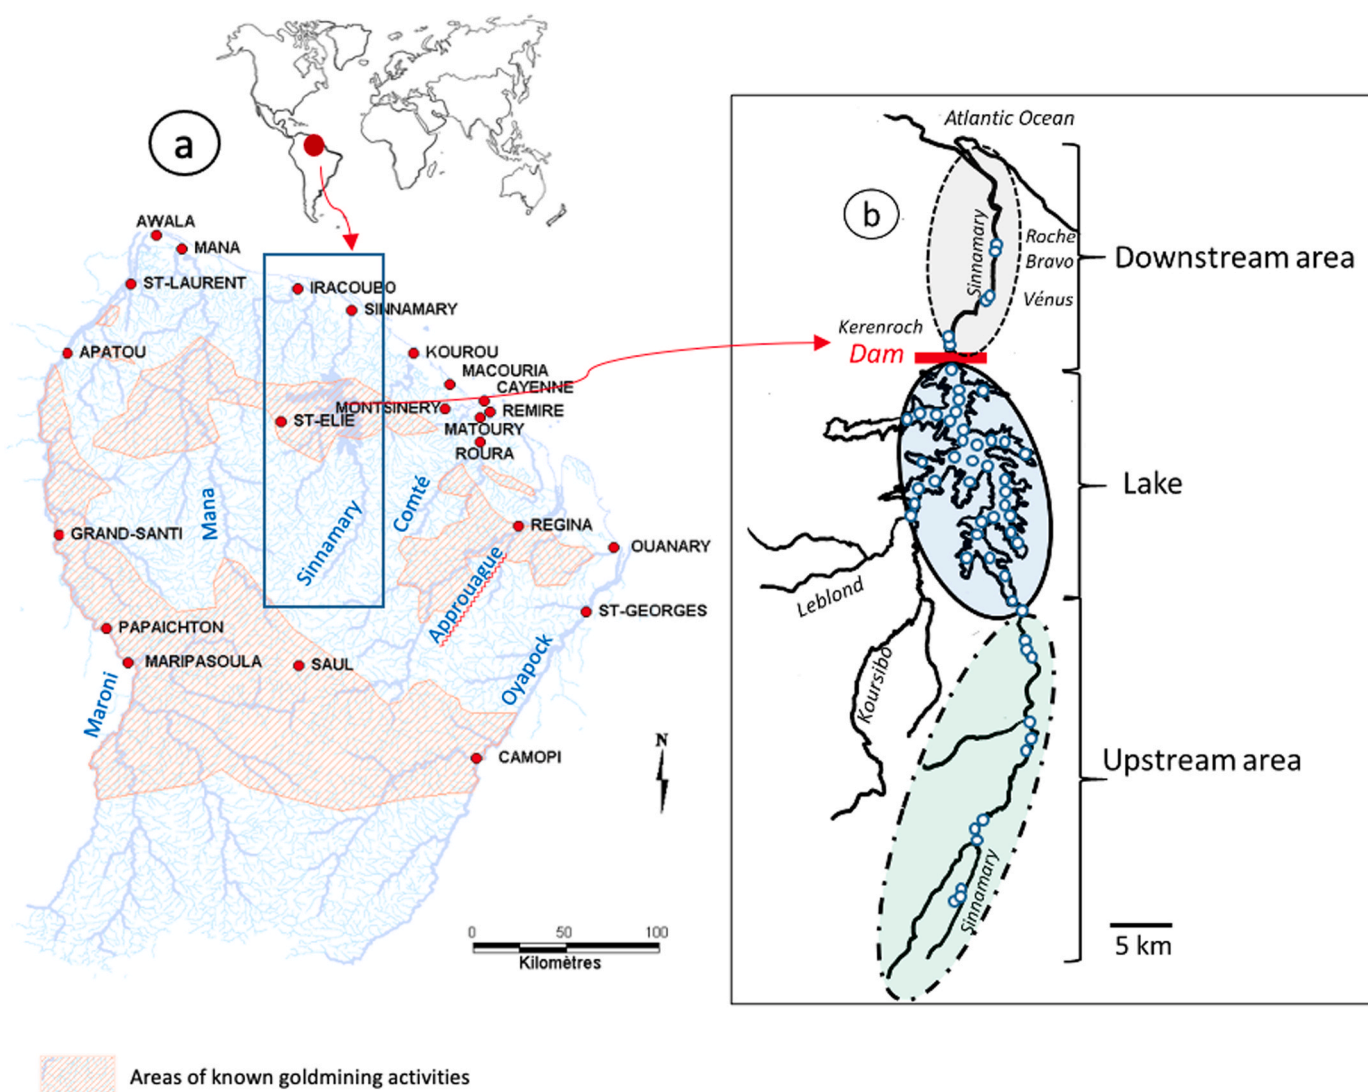 a
AWALA
MANA
ST-LAURENT
IRACOUBO
SINNAMARY
APATOU
KOUROU
MACOURIA
CAYENNE
MONTSINERY
REMIRE
ST-ELIE
MATOURY
ROURA
Mana
Sinnamary
Comté
GRAND-SANTI
REGINA
OUANARY
Approuague
ST-GEORGES
PAPAICHTON
MARIPASOULA
SAUL
Maroni
Oyapock
CAMOPI
N
0 50 100
Kilomètres
Areas of known goldmining activities
b
Atlantic Ocean
Sinnamary
Roche
Bravo
Vénus
Kerenroch
Dam
Downstream area
Lake
Leblond
Koursibo
Upstream area
Sinnamary
5 km